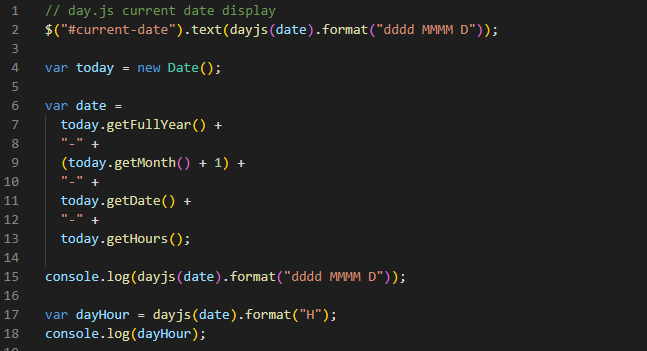 1 // day.js current date display
2 $("#current-date").text(dayjs(date).format("dddd MMMM D"));
3
4 var today = new Date();
5
6 var date =
7 today.getFullYear() +
8 "-" +
9 (today.getMonth() + 1) +
10 "-" +
11 today.getDate() +
12 "-" +
13 today.getHours();
14
15 console.log(dayjs(date).format("dddd MMMM D"));
16
17 var dayHour = dayjs(date).format("H");
18 console.log(dayHour);